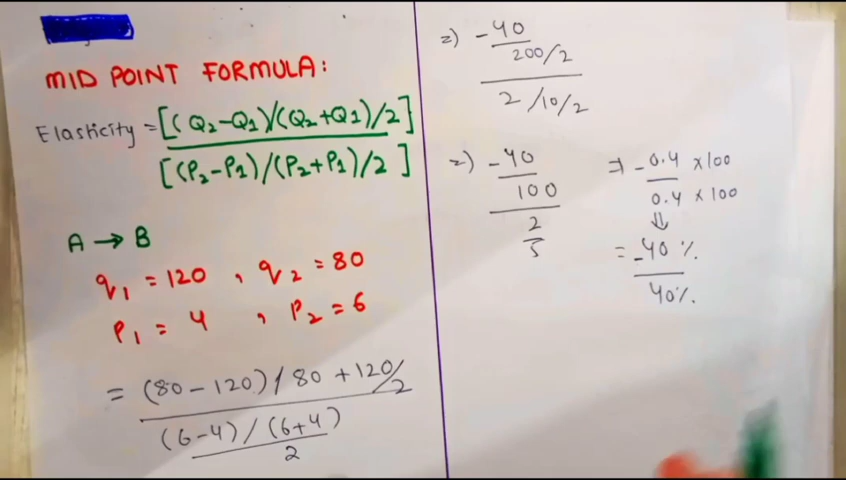 MID POINT FORMULA:
Elasticity = [(Q2-Q1)/(Q2+Q1)/2]
[(P2-P1)/(P2+P1)/2]
A → B
q1 = 120 , q2 = 80
P1 = 4 , P2 = 6
= (80-120)/80+120/2
(6-4)/(6+4)
2
=) -40
200/2
2/10/2
=) -40
100
2
5
⇒ -0.4 x100
0.4 x100
⇓
= -40 %
40%.